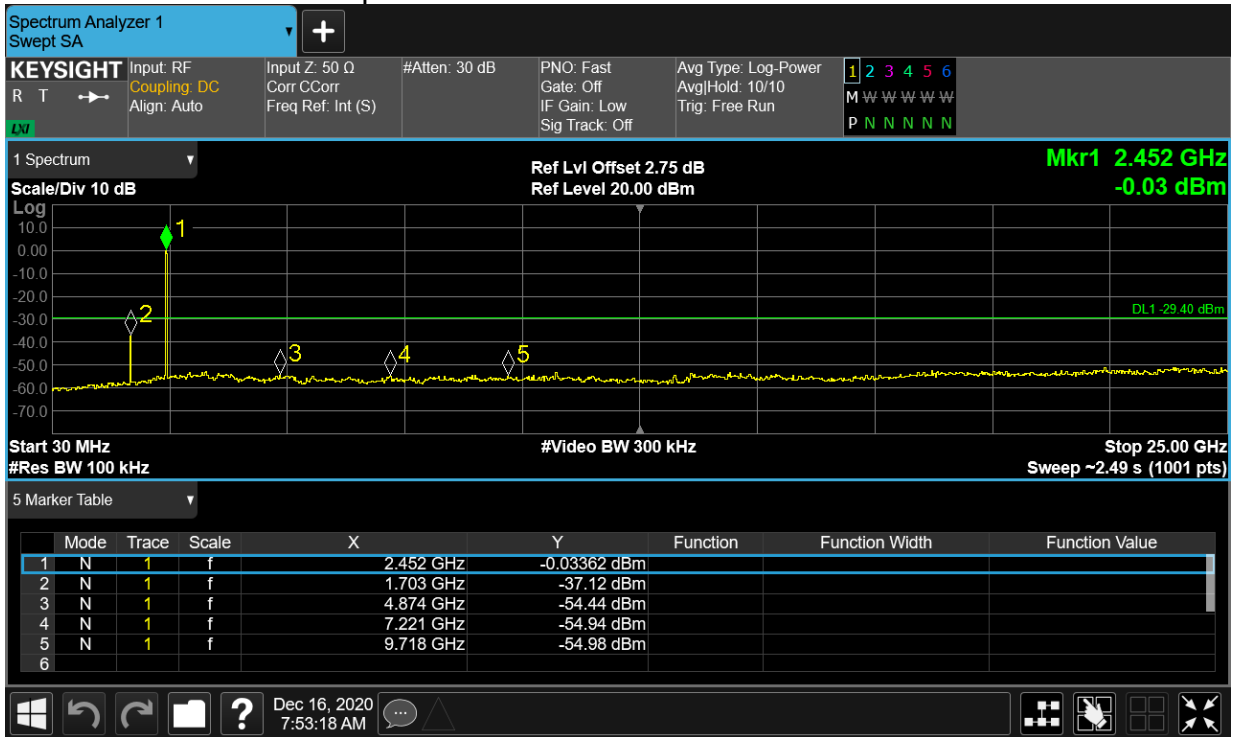 Spectrum Analyzer 1
Swept SA
KEYSIGHT
R T
LXI
Input: RF
Coupling: DC
Align: Auto
Input Z: 50 Ω
Corr CCorr
Freq Ref: Int (S)
#Atten: 30 dB
PNO: Fast
Gate: Off
IF Gain: Low
Sig Track: Off
Avg Type: Log-Power
Avg|Hold: 10/10
Trig: Free Run
1 2 3 4 5 6
M W W W W W
P N N N N N
1 Spectrum
Scale/Div 10 dB
Ref Lvl Offset 2.75 dB
Ref Level 20.00 dBm
Mkr1 2.452 GHz
-0.03 dBm
Log
10.0
0.00
-10.0
-20.0
-30.0
-40.0
-50.0
-60.0
-70.0
1
2
3
4
5
DL1 -29.40 dBm
Start 30 MHz
#Res BW 100 kHz
#Video BW 300 kHz
Stop 25.00 GHz
Sweep ~2.49 s (1001 pts)
5 Marker Table
Mode Trace Scale X Y Function Function Width Function Value
1 N 1 f 2.452 GHz -0.03362 dBm
2 N 1 f 1.703 GHz -37.12 dBm
3 N 1 f 4.874 GHz -54.44 dBm
4 N 1 f 7.221 GHz -54.94 dBm
5 N 1 f 9.718 GHz -54.98 dBm
6
?
Dec 16, 2020
7:53:18 AM